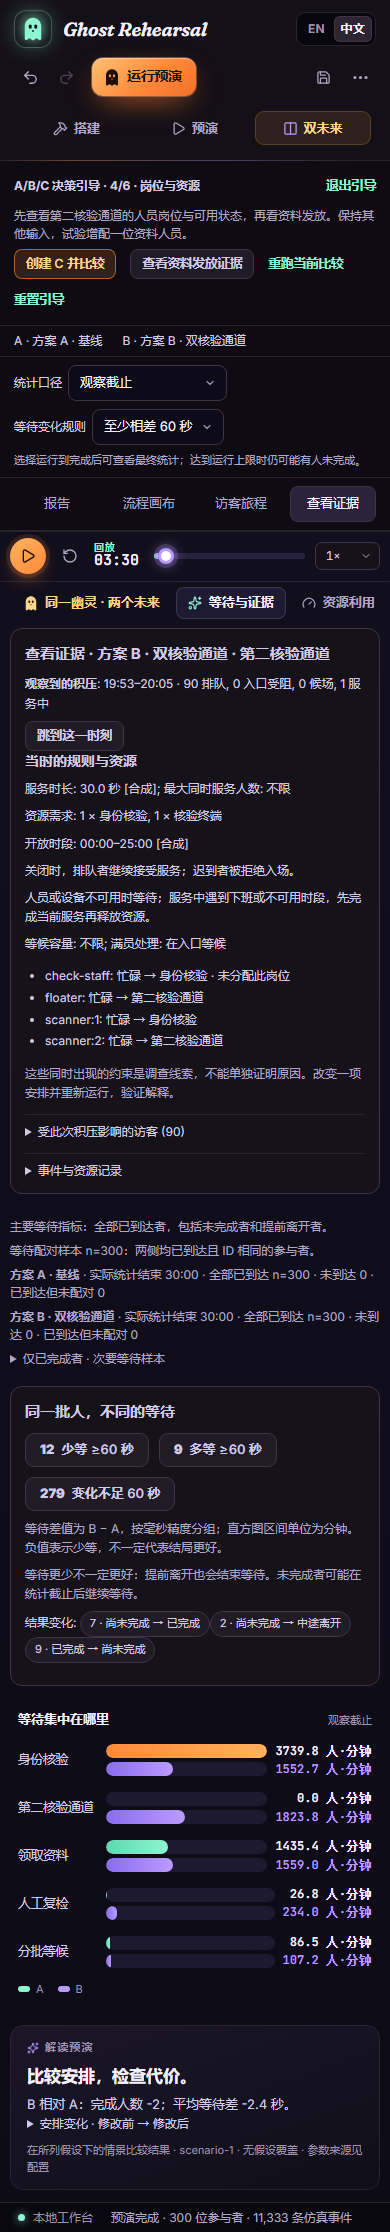 Ghost Rehearsal
EN 中文
运行预演
搭建 预演 双未来
A/B/C 决策引导 · 4/6 · 岗位与资源 退出引导
先查看第二核验通道的人员岗位与可用状态，再看资料发放。保持其
他输入，试验增配一位资料人员。
创建 C 并比较 查看资料发放证据 重跑当前比较
重置引导
A · 方案 A · 基线 B · 方案 B · 双核验通道
统计口径 观察截止
等待变化规则 至少相差 60 秒
选择运行到完成后可查看最终统计；达到运行上限时仍可能有人未完成。
报告 流程画布 访客旅程 查看证据
回放
03:30 1×
同一幽灵 · 两个未来 等待与证据 资源利用
查看证据 · 方案 B · 双核验通道 · 第二核验通道
观察到的积压: 19:53–20:05 · 90 排队, 0 入口受阻, 0 候场, 1 服
务中
跳到这一时刻
当时的规则与资源
服务时长: 30.0 秒 [合成]; 最大同时服务人数: 不限
资源需求: 1 × 身份核验, 1 × 核验终端
开放时段: 00:00–25:00 [合成]
关闭时，排队者继续接受服务；迟到者被拒绝入场。
人员或设备不可用时等待；服务中遇到下班或不可用时段，先完
成当前服务再释放资源。
等候容量: 不限; 满员处理: 在入口等候
• check-staff: 忙碌 → 身份核验 · 未分配此岗位
• floater: 忙碌 → 第二核验通道
• scanner:1: 忙碌 → 身份核验
• scanner:2: 忙碌 → 第二核验通道
这些同时出现的约束是调查线索，不能单独证明原因。改变一项
安排并重新运行，验证解释。
▶ 受此次积压影响的访客 (90)
▶ 事件与资源记录
主要等待指标：全部已到达者，包括未完成者和提前离开者。
等待配对样本 n=300：两侧均已到达且 ID 相同的参与者。
方案 A · 基线 · 实际统计结束 30:00 · 全部已到达 n=300 · 未到达 0 ·
已到达但未配对 0
方案 B · 双核验通道 · 实际统计结束 30:00 · 全部已到达 n=300 · 未到
达 0 · 已到达但未配对 0
▶ 仅已完成者 · 次要等待样本
同一批人，不同的等待
12 少等 ≥60 秒 9 多等 ≥60 秒
279 变化不足 60 秒
等待差值为 B − A，按毫秒精度分组；直方图区间单位为分钟。
负值表示少等，不一定代表结局更好。
等待更少不一定更好：提前离开也会结束等待。未完成者可能在
统计截止后继续等待。
结果变化: 7 · 尚未完成 → 已完成 2 · 尚未完成 → 中途离开
9 · 已完成 → 尚未完成
等待集中在哪里 观察截止
身份核验 3739.8 人·分钟
1552.7 人·分钟
第二核验通道 0.0 人·分钟
1823.8 人·分钟
领取资料 1435.4 人·分钟
1559.0 人·分钟
人工复检 26.8 人·分钟
234.0 人·分钟
分批等候 86.5 人·分钟
107.2 人·分钟
A B
解读预演
比较安排，检查代价。
B 相对 A：完成人数 -2；平均等待差 -2.4 秒。
▶ 安排变化 · 修改前 → 修改后
在所列假设下的情景比较结果 · scenario-1 · 无假设覆盖 · 参数来源见
配置
本地工作台 预演完成 · 300 位参与者 · 11,333 条仿真事件